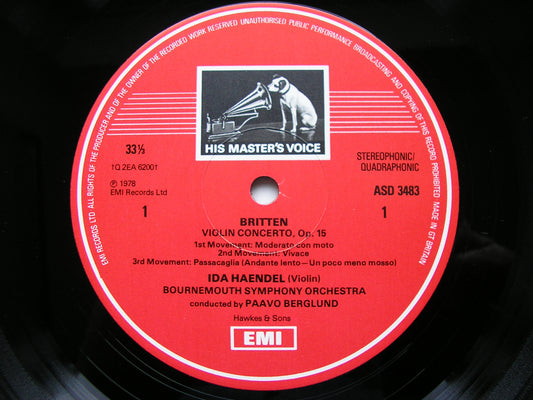 ALL RIGHTS OF THE PRODUCER AND OF THE OWNER OF THE RECORDED WORK RESERVED UNAUTHORISED PUBLIC PERFORMANCE BROADCASTING AND COPYING OF THIS RECORD PROHIBITED MADE IN GT BRITAIN
EMI RECORDS LTD
HIS MASTER'S VOICE
33⅓
1Q 2EA 62001
STEREOPHONIC/
QUADRAPHONIC
℗ 1978
EMI Records Ltd
ASD 3483
1
1
BRITTEN
VIOLIN CONCERTO, Op. 15
1st Movement: Moderato con moto
2nd Movement: Vivace
3rd Movement: Passacaglia (Andante lento—Un poco meno mosso)
IDA HAENDEL (Violin)
BOURNEMOUTH SYMPHONY ORCHESTRA
conducted by PAAVO BERGLUND
Hawkes & Sons
EMI